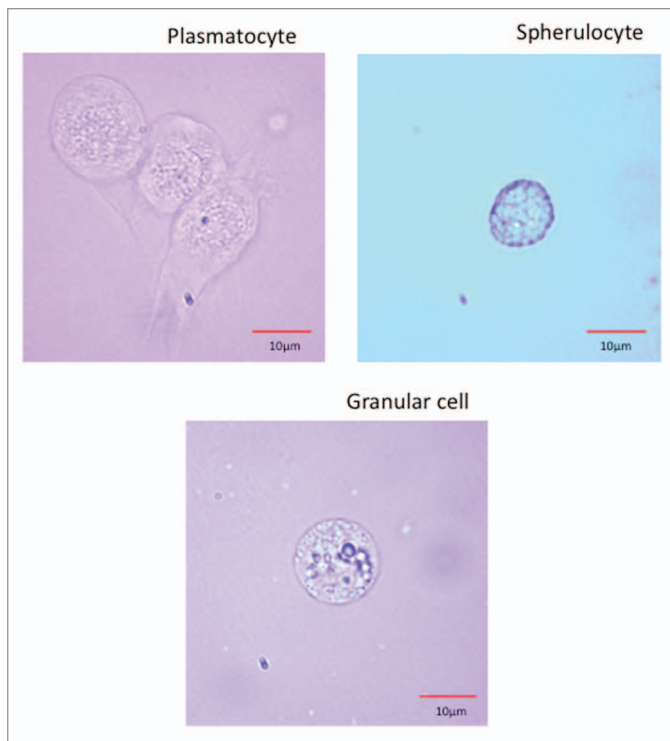 Plasmatocyte
Spherulocyte
10μm
10μm
Granular cell
10μm